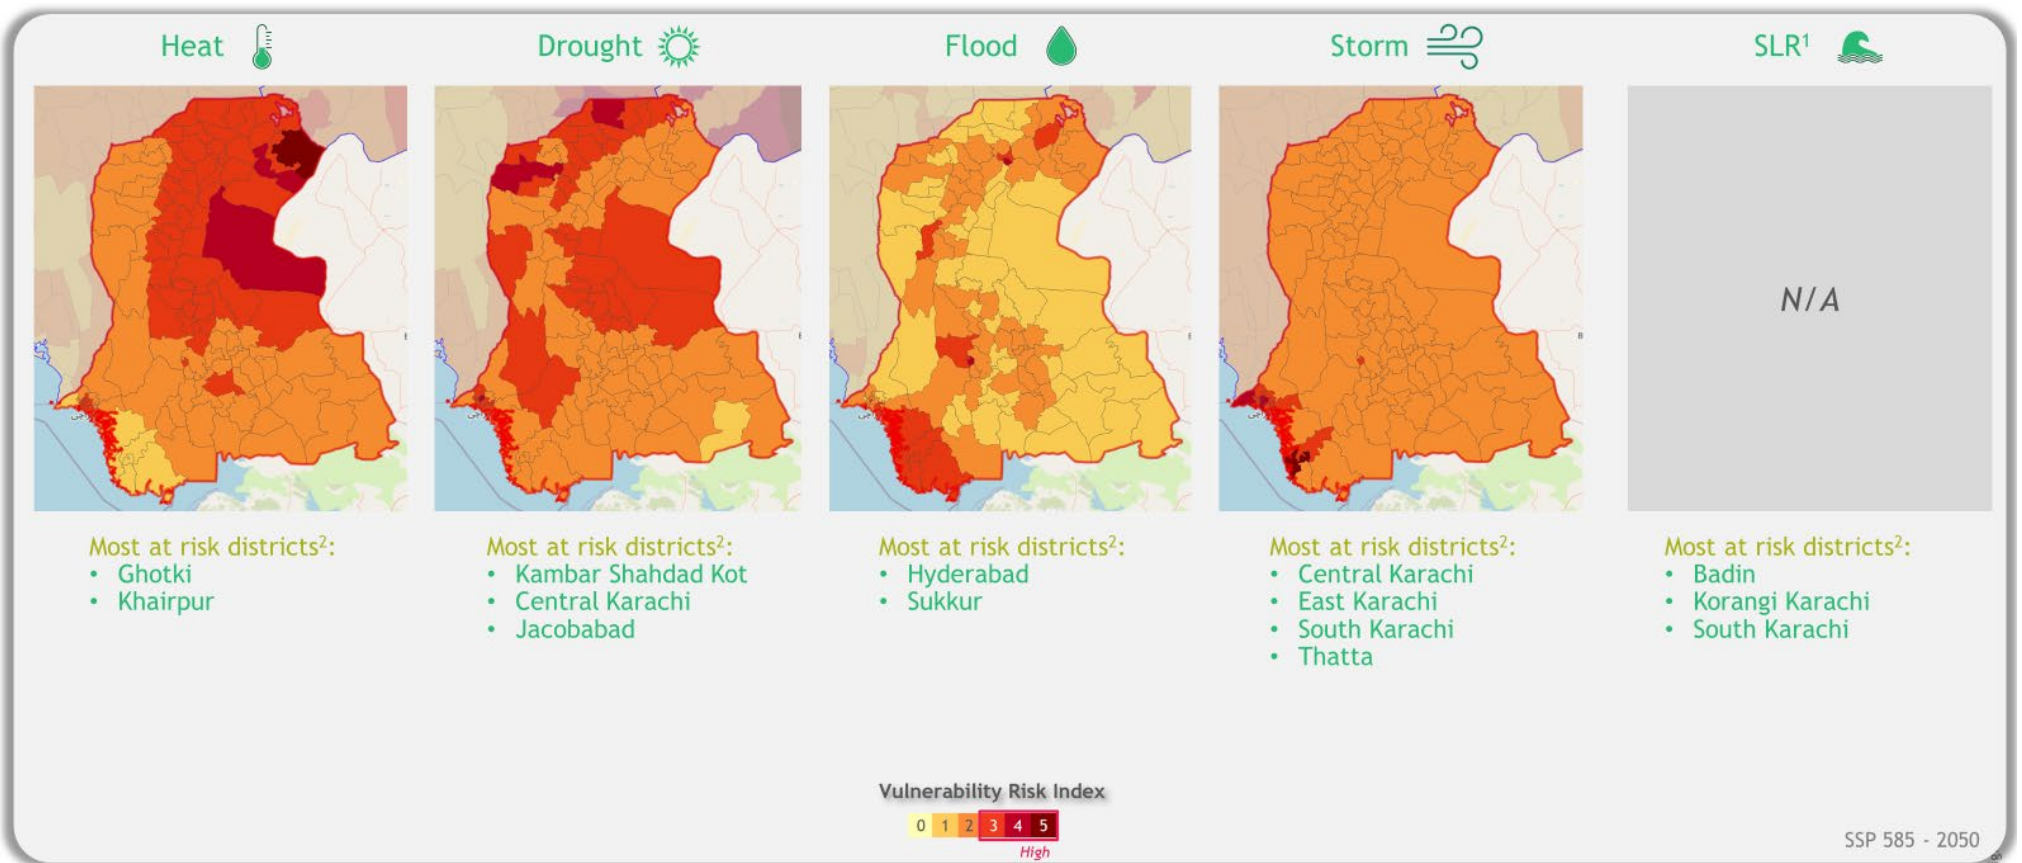 Heat
Drought
Flood
Storm
SLR¹
N/A
Most at risk districts²:
• Ghotki
• Khairpur
Most at risk districts²:
• Kambar Shahdad Kot
• Central Karachi
• Jacobabad
Most at risk districts²:
• Hyderabad
• Sukkur
Most at risk districts²:
• Central Karachi
• East Karachi
• South Karachi
• Thatta
Most at risk districts²:
• Badin
• Korangi Karachi
• South Karachi
Vulnerability Risk Index
0 1 2 3 4 5
High
SSP 585 - 2050